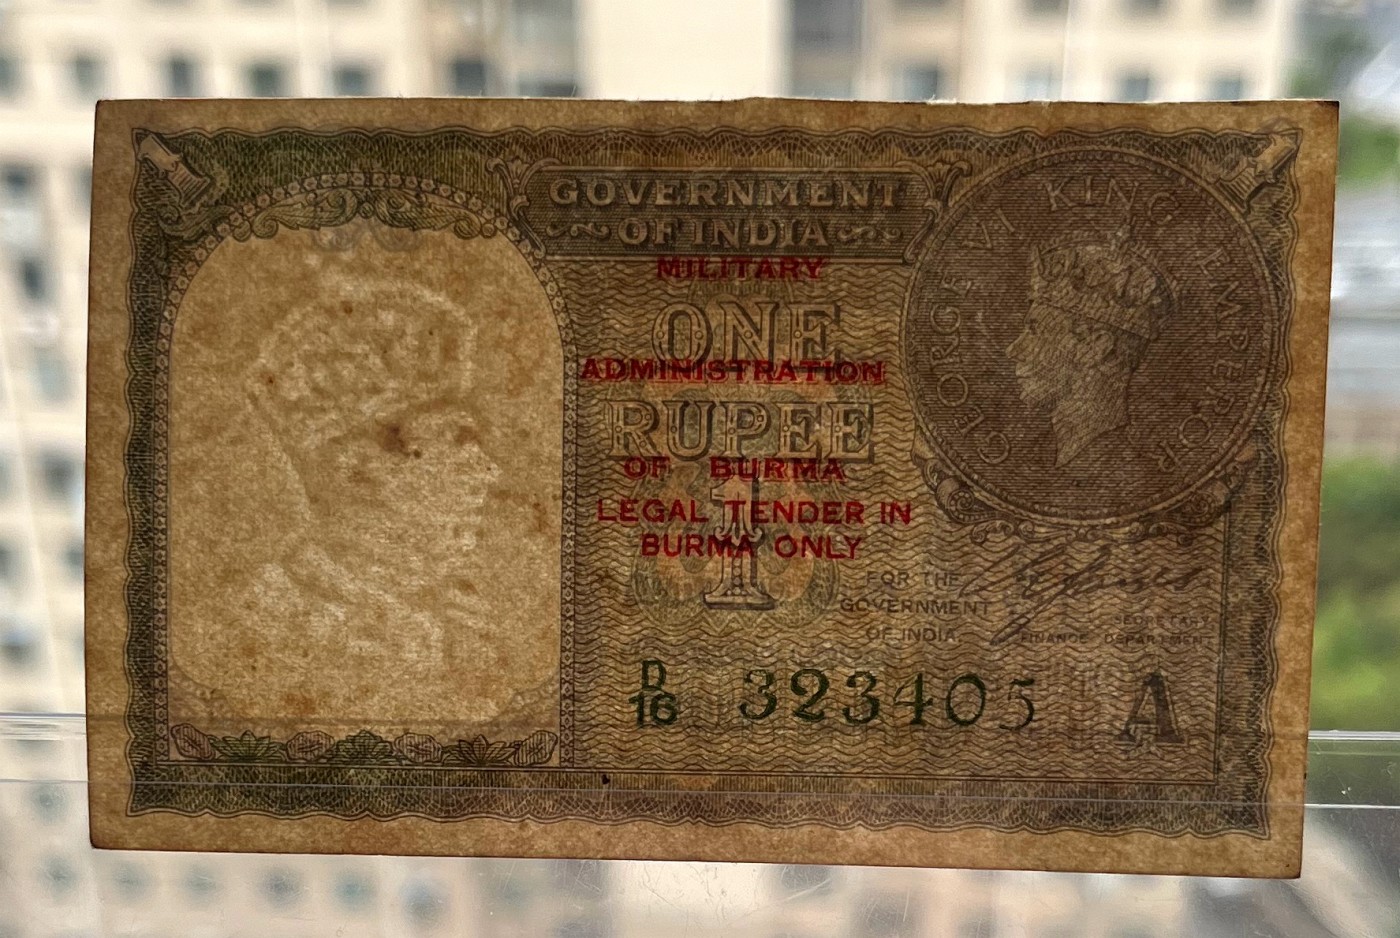 GOVERNMENT
OF INDIA
MILITARY
ONE
ADMINISTRATION
RUPEE
OF BURMA
1
LEGAL TENDER IN
BURMA ONLY
GEORGE VI KING EMPEROR
FOR THE
GOVERNMENT
OF INDIA.
SECRETARY,
FINANCE DEPARTMENT.
D/16 323405 A